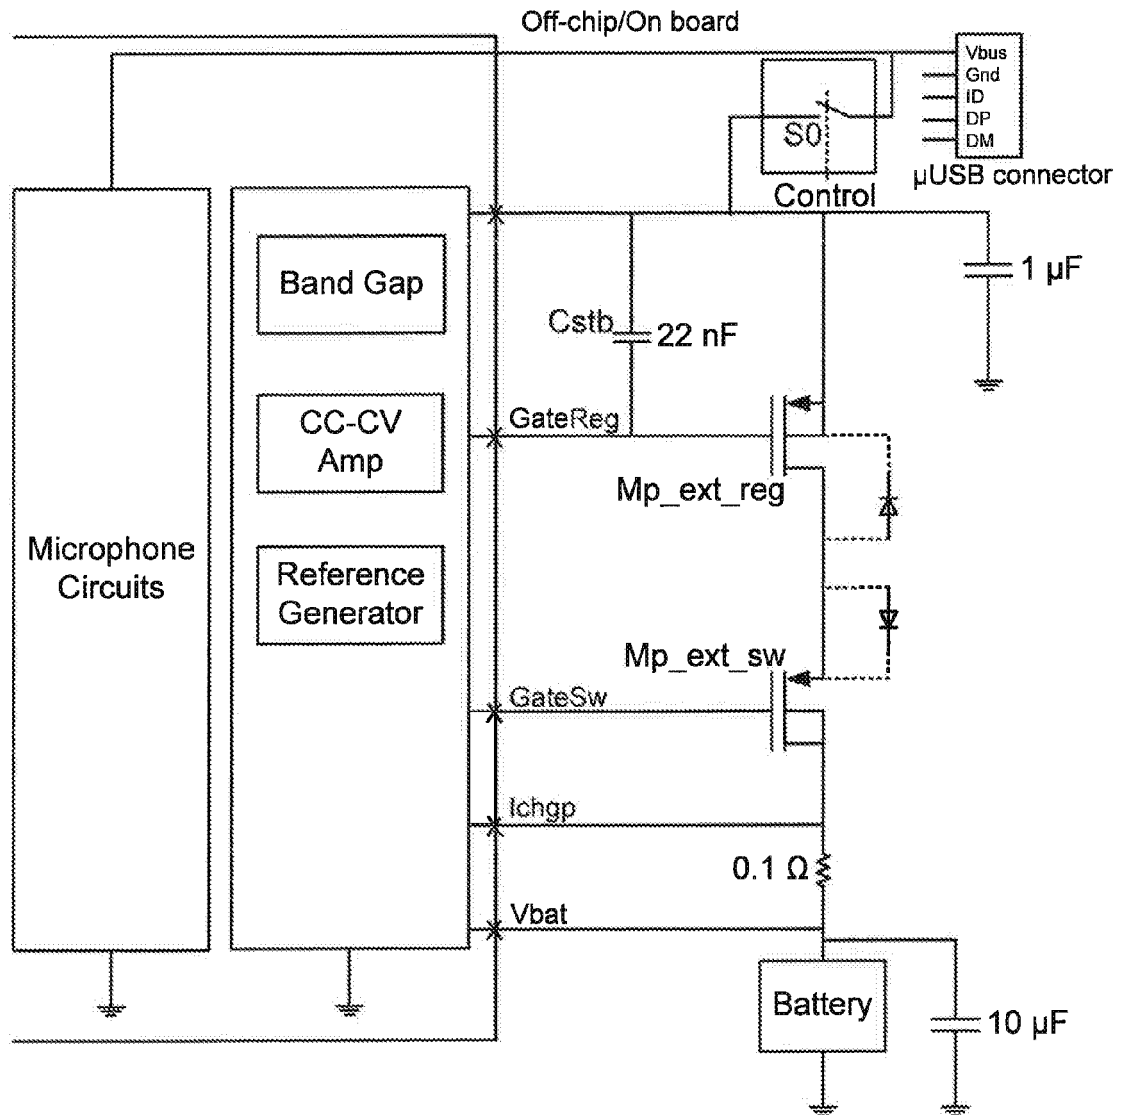 Off-chip/On board
Vbus
Gnd
ID
DP
DM
µUSB connector
S0
Control
Band Gap
Cstb
22 nF
1 µF
CC-CV
Amp
GateReg
Mp_ext_reg
Microphone
Circuits
Reference
Generator
Mp_ext_sw
GateSw
Ichgp
0.1 Ω
Vbat
Battery
10 µF